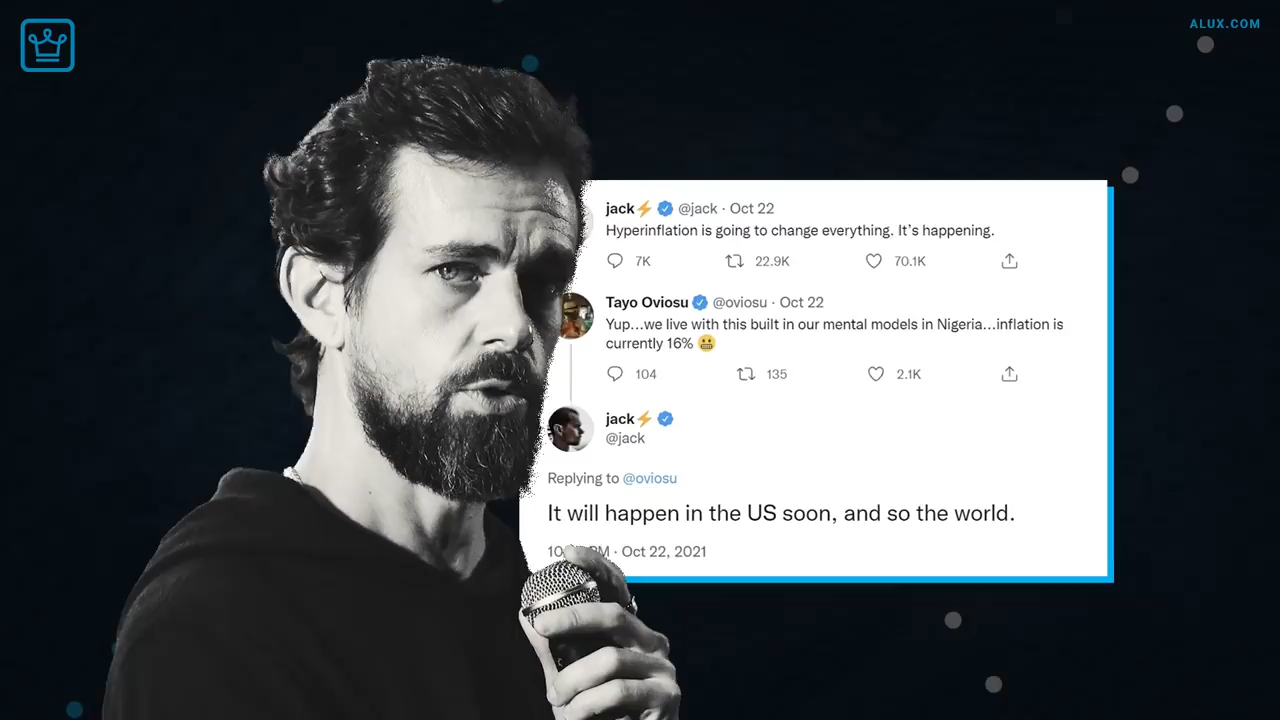 ALUX.COM
jack⚡ @jack · Oct 22
Hyperinflation is going to change everything. It's happening.
7K 22.9K 70.1K
Tayo Oviosu @oviosu · Oct 22
Yup...we live with this built in our mental models in Nigeria...inflation is
currently 16% 😬
104 135 2.1K
jack⚡
@jack
Replying to @oviosu
It will happen in the US soon, and so the world.
PM · Oct 22, 2021